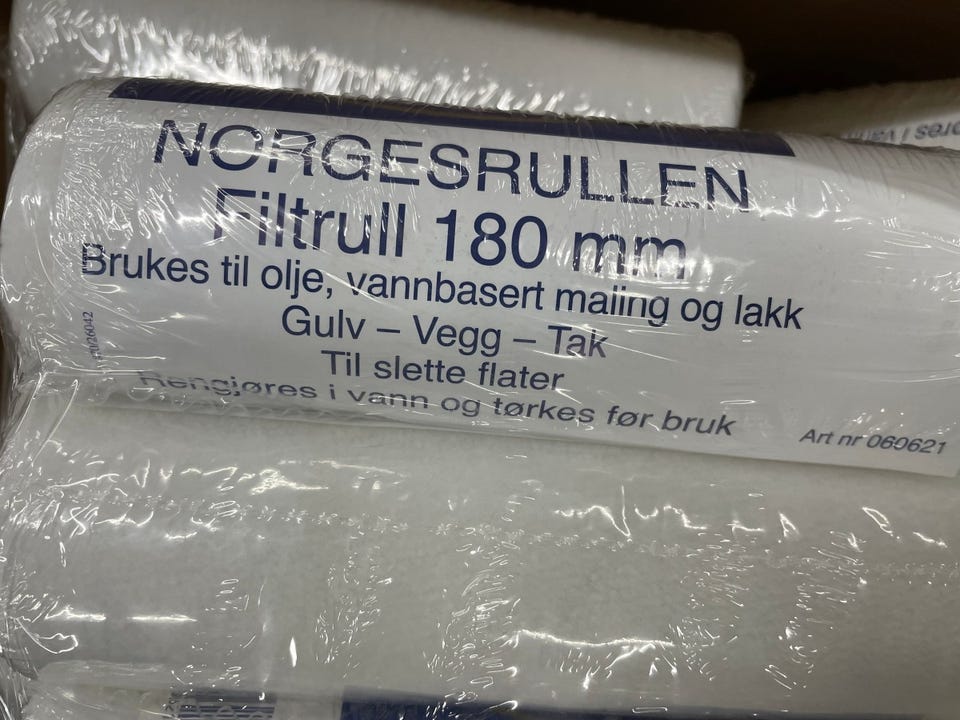 NORGESRULLEN
Filtrull 180 mm
Brukes til olje, vannbasert maling og lakk
Gulv – Vegg – Tak
Til slette flater
Rengjøres i vann og tørkes før bruk
Art nr 060621